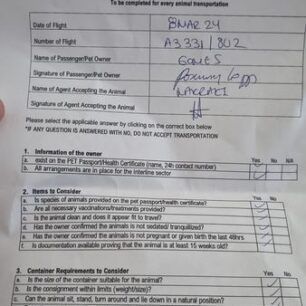 To be completed for every animal transportation
Date of Flight 8MAR 24
Number of Flight A3331/802
Name of Passenger/Pet Owner GOMES
Signature of Passenger/Pet Owner
Name of Agent Accepting the Animal
Signature of Agent Accepting the Animal
Please select the applicable answer by clicking on the correct box below
*IF ANY QUESTION IS ANSWERED WITH NO, DO NOT ACCEPT TRANSPORTATION
1. Information of the owner Yes No N/A
a. exist on the PET Passport/Health Certificate (name, 24h contact number)
b. All arrangements are in place for the interline sector
2. Items to Consider Yes No
a. Is species of animals provided on the pet passport/health certificate?
b. Are all necessary vaccinations/treatments provided?
c. Is the animal clean and does it appear fit to travel?
d. Has the owner confirmed the animal is not sedated/ tranquilized?
e. Has the owner confirmed the animal is not pregnant or given birth the last 48hrs
f. Is documentation available proving that the animal is at least 15 weeks old?
3. Container Requirements to Consider Yes No
a. Is the size of the container suitable for the animal?
b. Is the consignment within limits (weight/size)?
c. Can the animal sit, stand, turn around and lie down in a natural position?